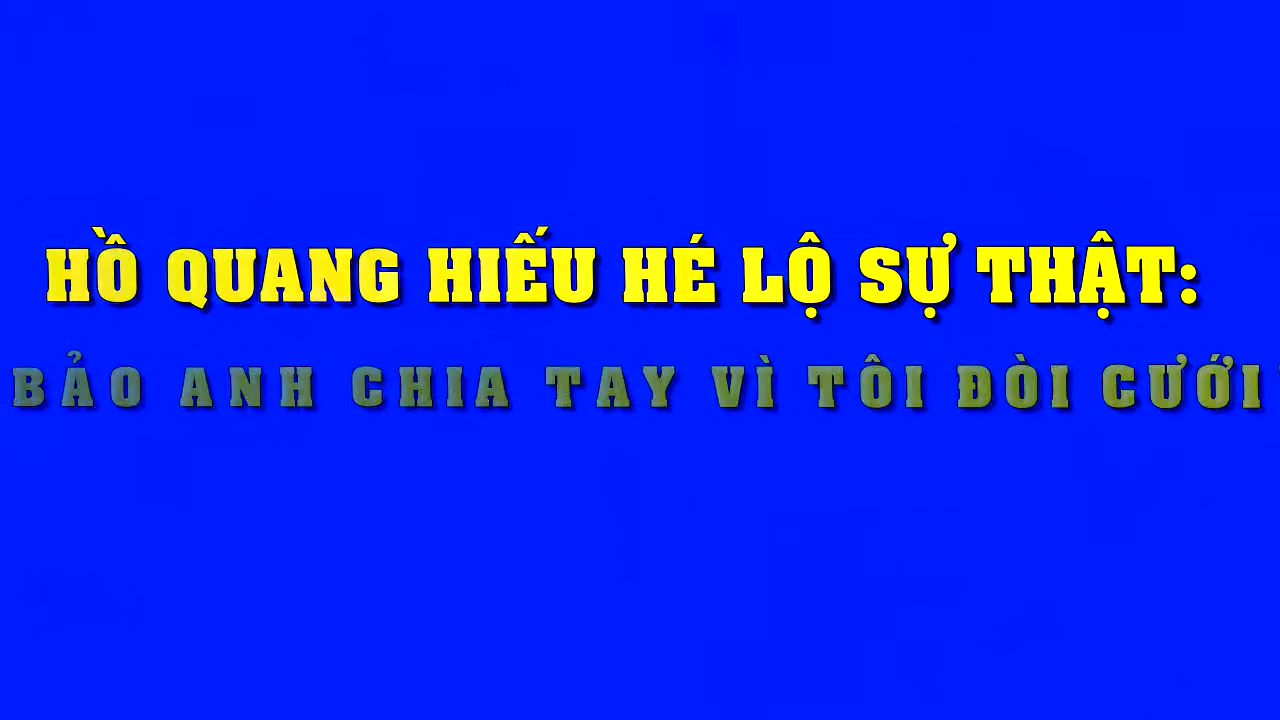 HỒ QUANG HIẾU HÉ LỘ SỰ THẬT:
BẢO ANH CHIA TAY VÌ TÔI ĐÒI CƯỚI